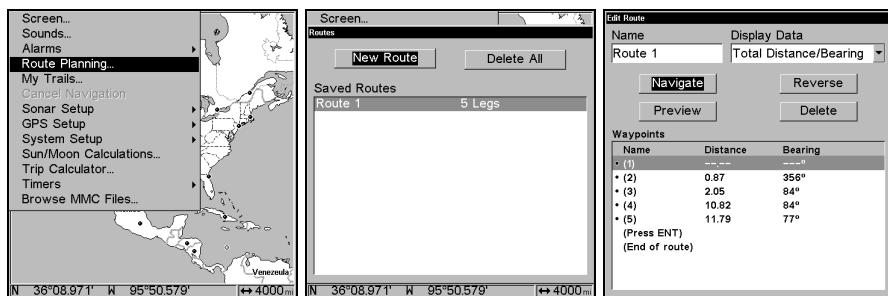 Screen...
Sounds...
Alarms
Route Planning...
My Trails...
Cancel Navigation
Sonar Setup
GPS Setup
System Setup
Sun/Moon Calculations...
Trip Calculator...
Timers
Browse MMC Files...
Venezuela
N 36°08.971' W 95°50.579' ↔ 4000 mi
Screen...
Routes
New Route Delete All
Saved Routes
Route 1 5 Legs
N 36°08.971' W 95°50.579' ↔ 4000 mi
Edit Route
Name Display Data
Route 1 Total Distance/Bearing
Navigate Reverse
Preview Delete
Waypoints
Name Distance Bearing
• (1) --.-- ---°
• (2) 0.87 356°
• (3) 2.05 84°
• (4) 10.82 84°
• (5) 11.79 77°
(Press ENT)
(End of route)